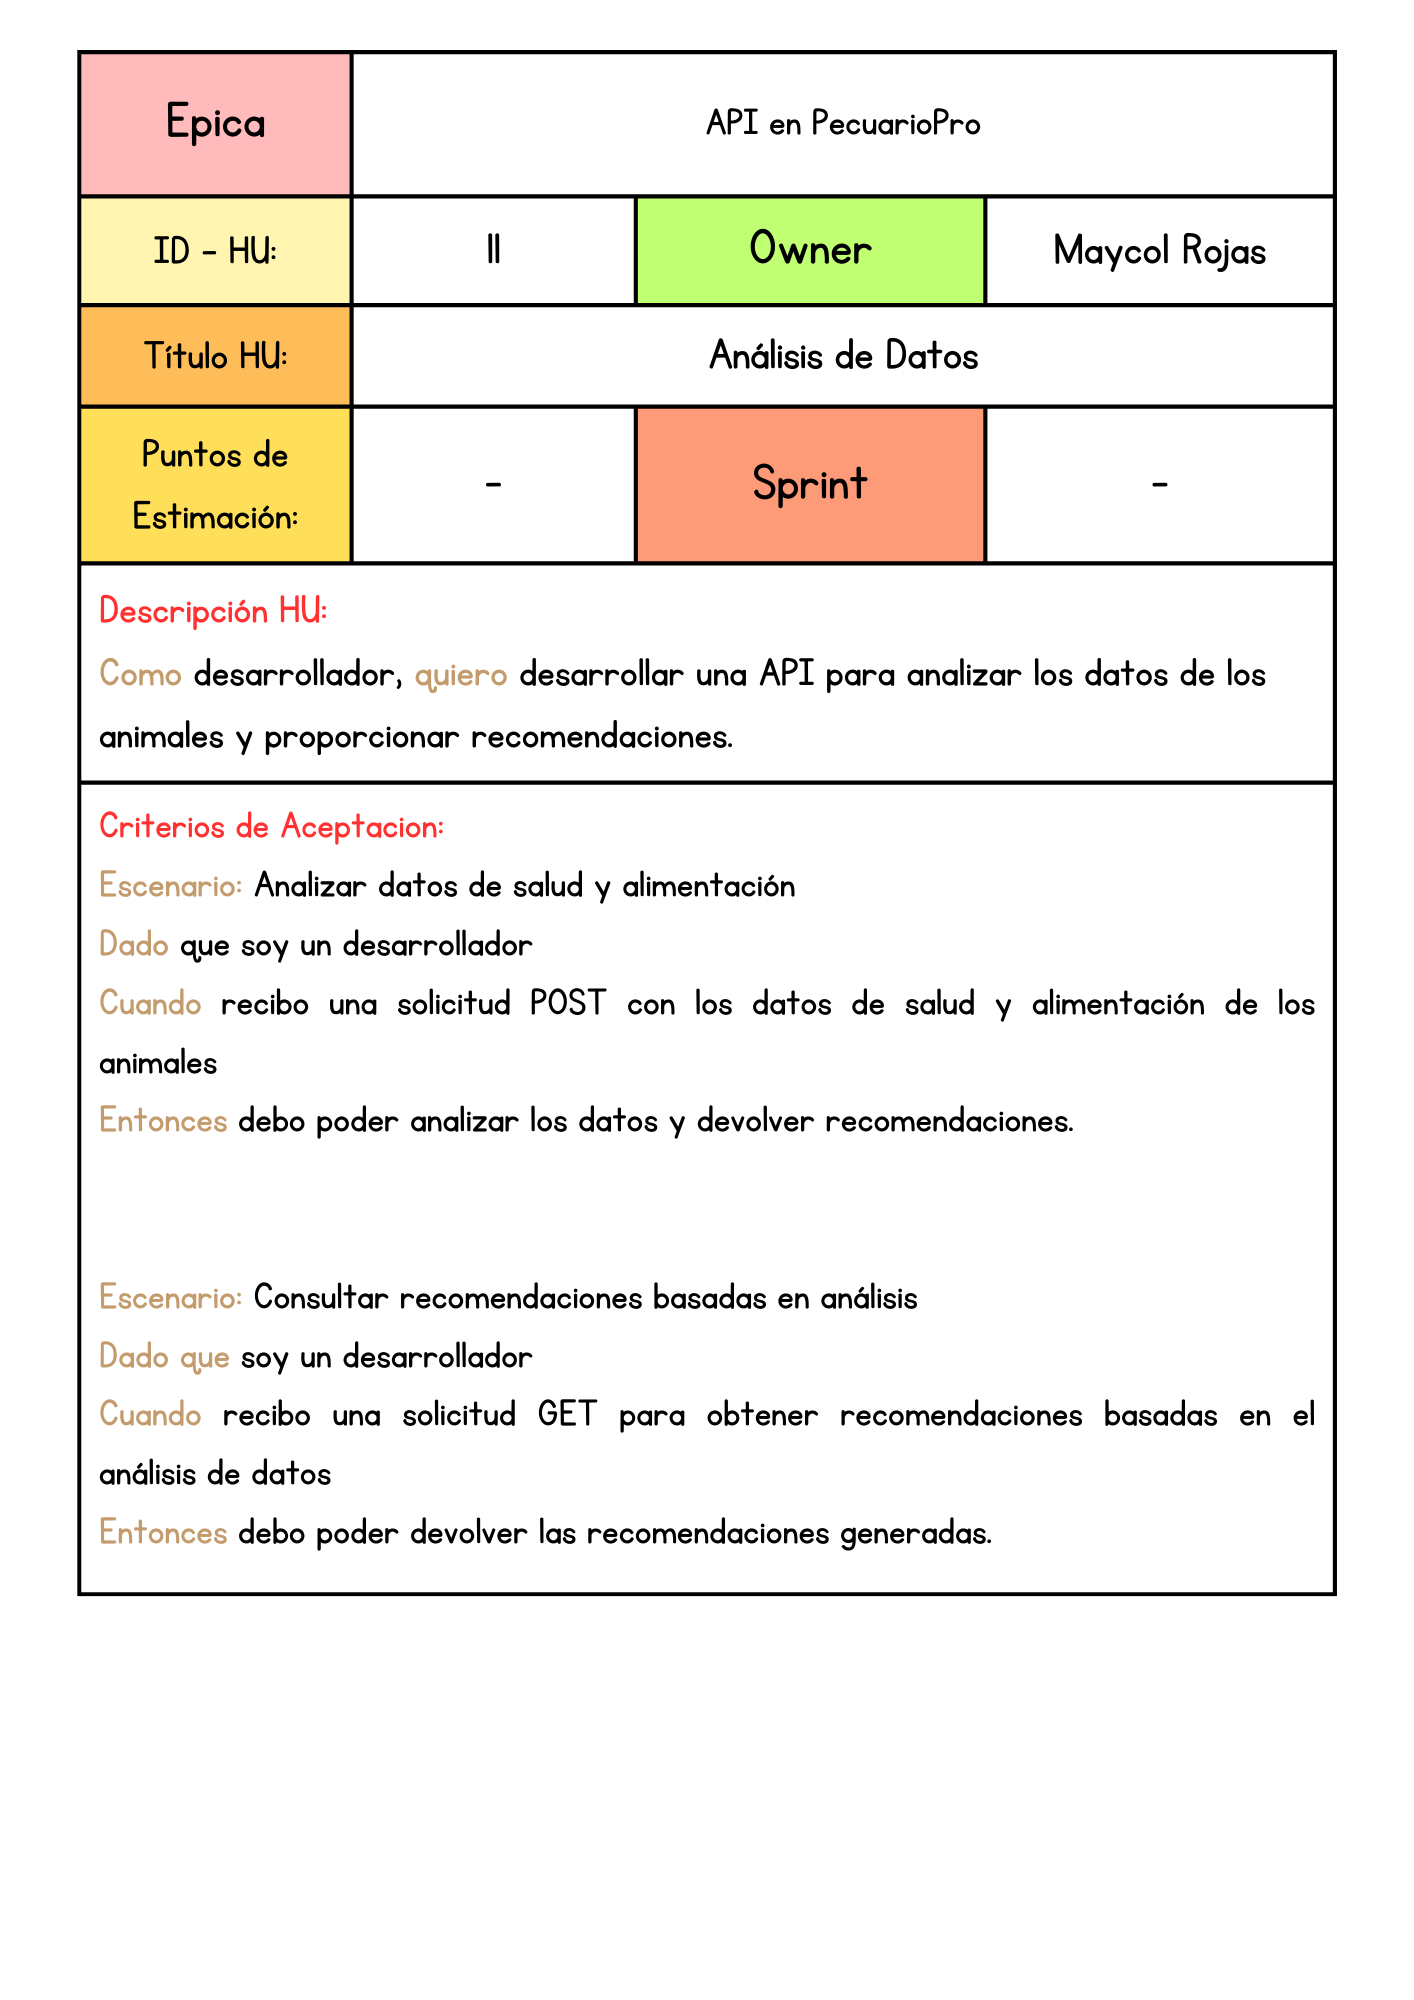 Epica
API en PecuarioPro
ID - HU:
11
Owner
Maycol Rojas
Título HU:
Análisis de Datos
Puntos de
Estimación:
-
Sprint
-
Descripción HU:
Como desarrollador, quiero desarrollar una API para analizar los datos de los
animales y proporcionar recomendaciones.
Criterios de Aceptacion:
Escenario: Analizar datos de salud y alimentación
Dado que soy un desarrollador
Cuando recibo una solicitud POST con los datos de salud y alimentación de los
animales
Entonces debo poder analizar los datos y devolver recomendaciones.
Escenario: Consultar recomendaciones basadas en análisis
Dado que soy un desarrollador
Cuando recibo una solicitud GET para obtener recomendaciones basadas en el
análisis de datos
Entonces debo poder devolver las recomendaciones generadas.